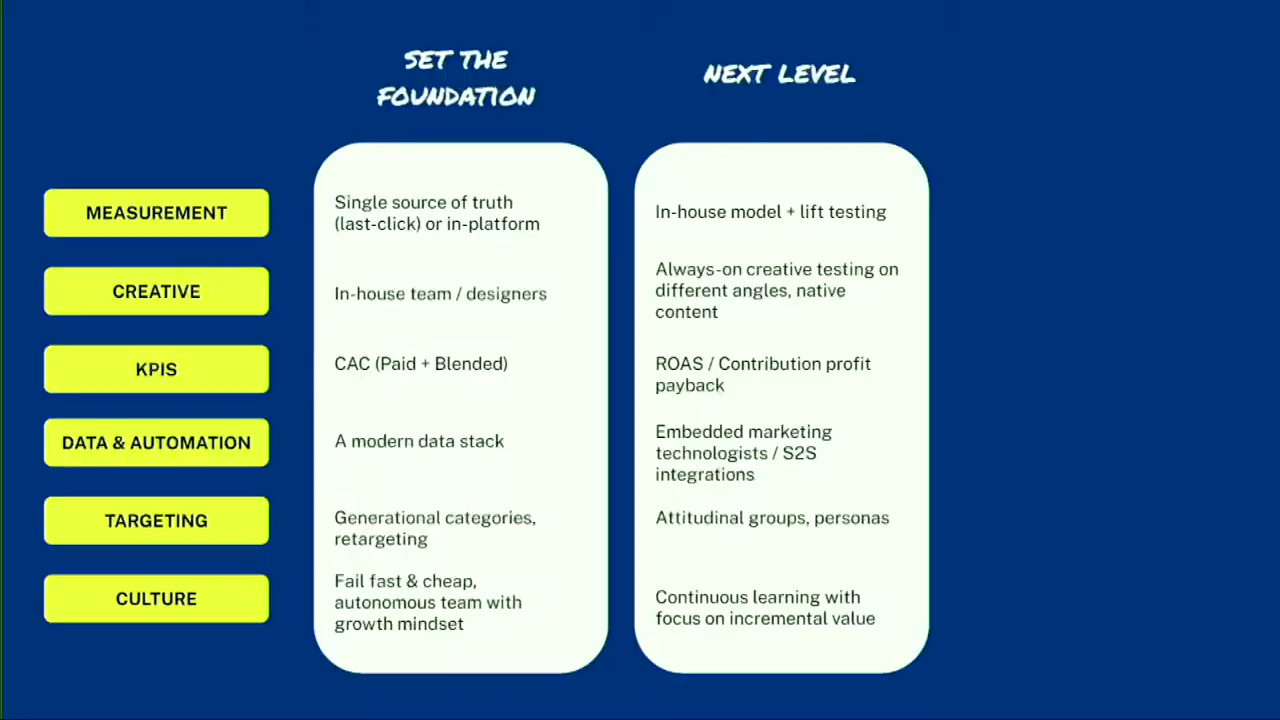 SET THE
FOUNDATION
NEXT LEVEL
MEASUREMENT
Single source of truth
(last-click) or in-platform
In-house model + lift testing
CREATIVE
In-house team / designers
Always-on creative testing on
different angles, native
content
KPIS
CAC (Paid + Blended)
ROAS / Contribution profit
payback
DATA & AUTOMATION
A modern data stack
Embedded marketing
technologists / S2S
integrations
TARGETING
Generational categories,
retargeting
Attitudinal groups, personas
CULTURE
Fail fast & cheap,
autonomous team with
growth mindset
Continuous learning with
focus on incremental value